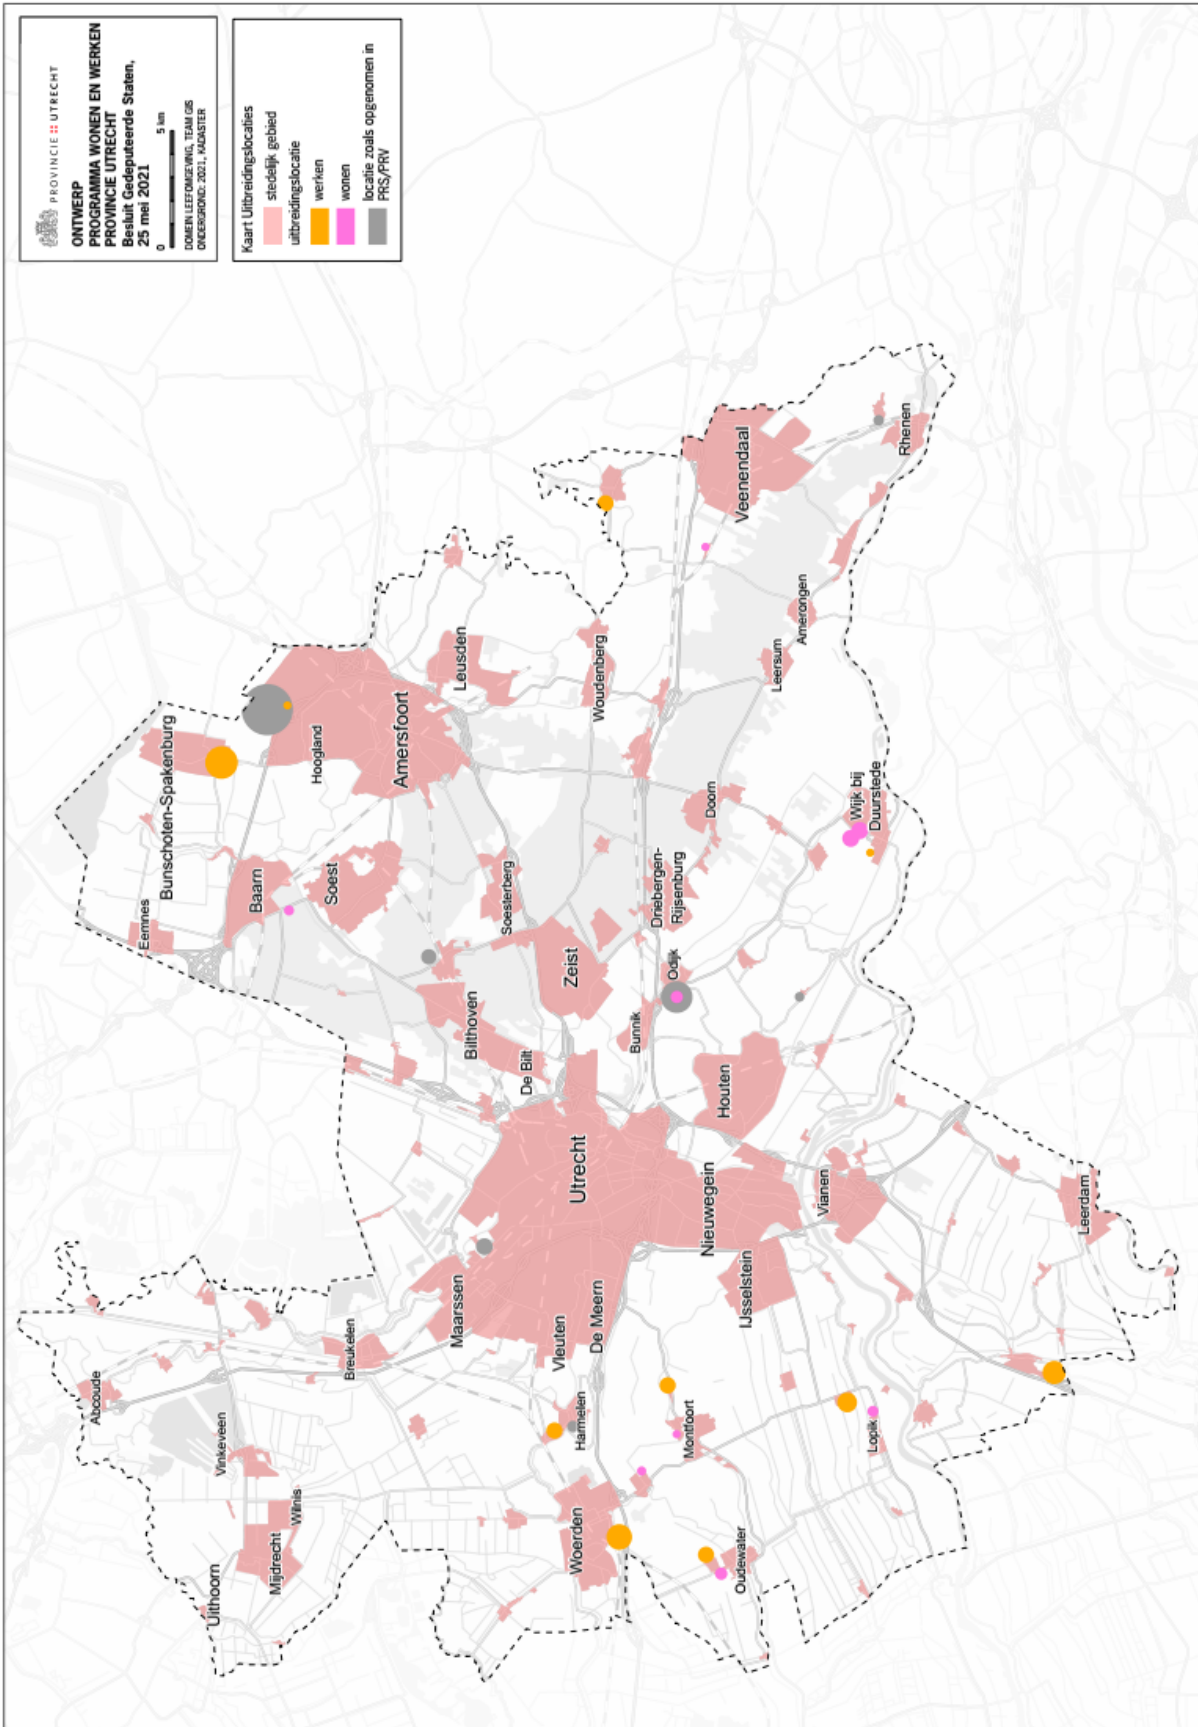 PROVINCIE :: UTRECHT
ONTWERP
PROGRAMMA WONEN EN WERKEN
PROVINCIE UTRECHT
Besluit Gedeputeerde Staten,
25 mei 2021
0 5 km
DOMEIN LEEFOMGEVING, TEAM GIS
ONDERGROND: 2021, KADASTER
Kaart Uitbreidingslocaties
stedelijk gebied
uitbreidingslocatie
werken
wonen
locatie zoals opgenomen in
PRS/PRV
Bunschoten-Spakenburg
Eemnes
Baarn
Soest
Hoogland
Amersfoort
Leusden
Woudenberg
Soesterberg
Bilthoven
De Bilt
Zeist
Driebergen-
Rijsenburg
Doorn
Leersum
Amerongen
Veenendaal
Rhenen
Wijk bij
Duurstede
Odijk
Bunnik
Houten
Utrecht
Nieuwegein
Vianen
IJsselstein
Leerdam
Maarssen
Vleuten
De Meern
Breukelen
Abcoude
Vinkeveen
Wilnis
Mijdrecht
Uithoorn
Harmelen
Woerden
Montfoort
Oudewater
Lopik